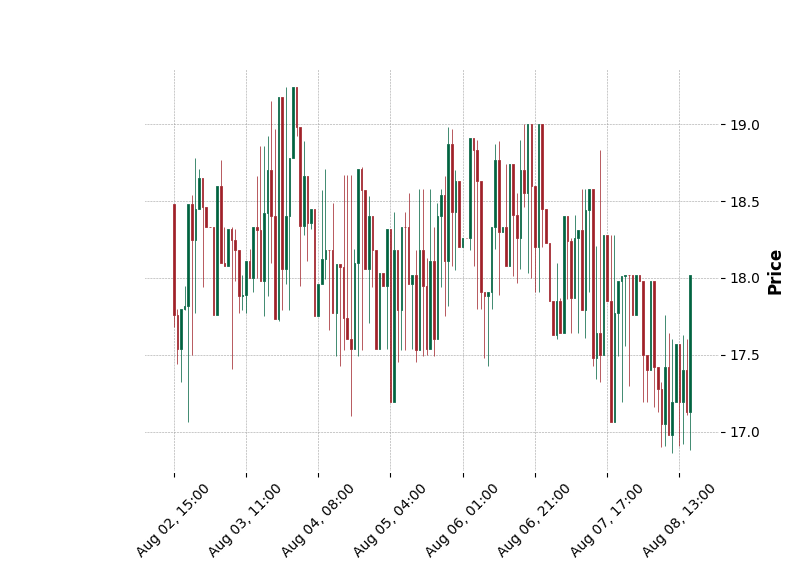 19.0
18.5
18.0
17.5
17.0
Price
Aug 02, 15:00
Aug 03, 11:00
Aug 04, 08:00
Aug 05, 04:00
Aug 06, 01:00
Aug 06, 21:00
Aug 07, 17:00
Aug 08, 13:00